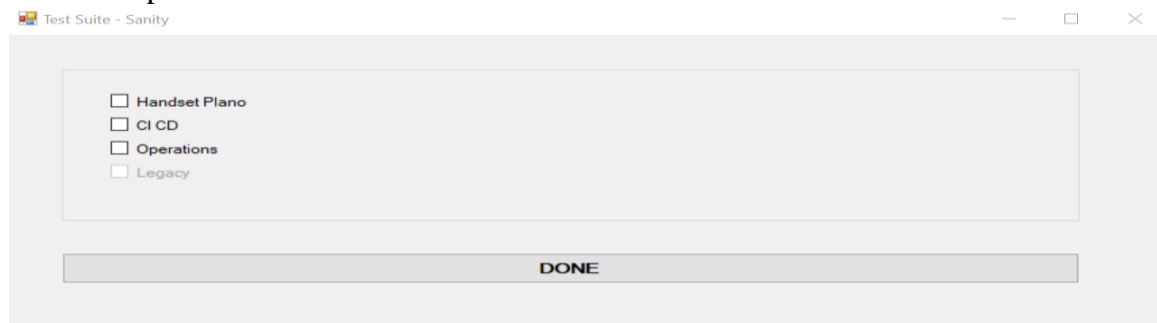 Test Suite - Sanity
Handset Plano
CI CD
Operations
Legacy
DONE